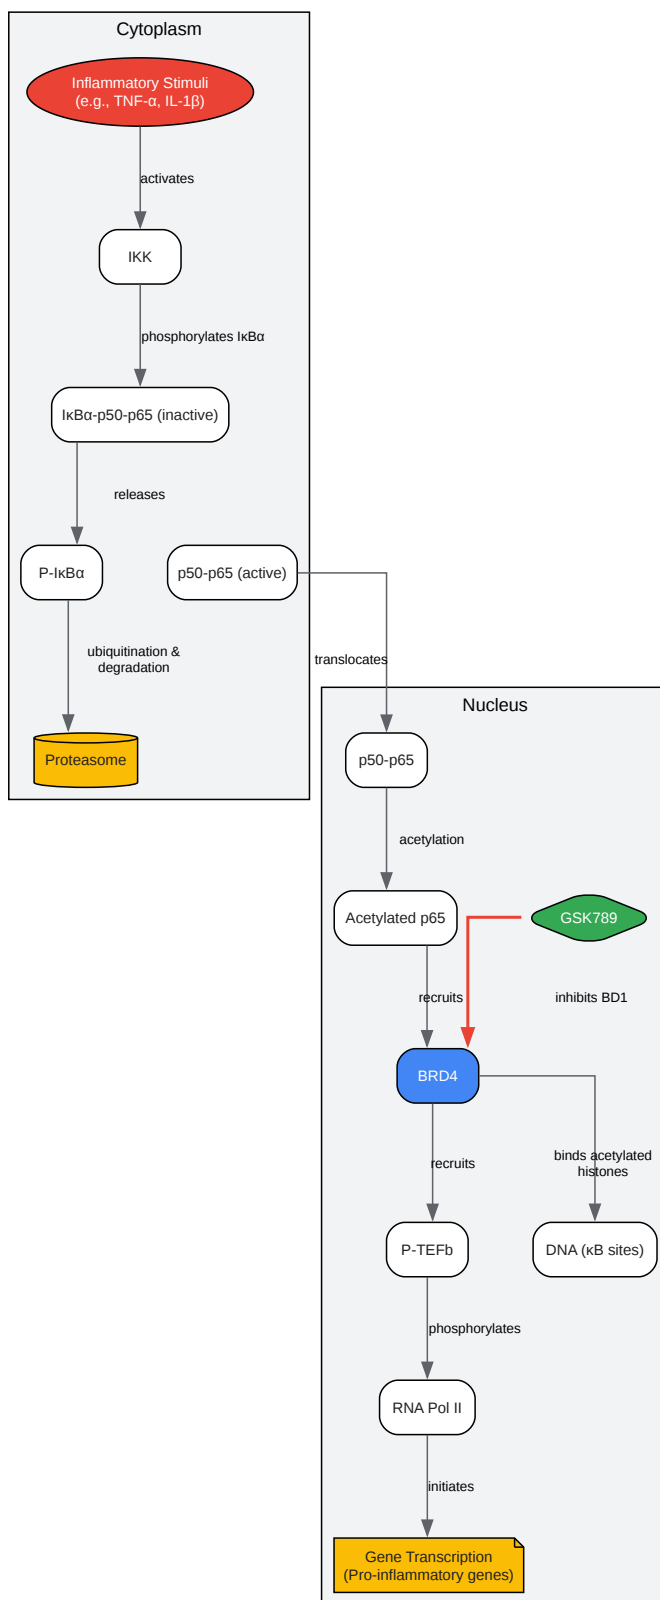 Cytoplasm
Inflammatory Stimuli
(e.g., TNF-α, IL-1β)
activates
IKK
phosphorylates IκBα
IκBα-p50-p65 (inactive)
releases
P-IκBα
p50-p65 (active)
ubiquitination &
degradation
translocates
Proteasome
Nucleus
p50-p65
acetylation
Acetylated p65
GSK789
recruits
inhibits BD1
BRD4
recruits
binds acetylated
histones
P-TEFb
DNA (κB sites)
phosphorylates
RNA Pol II
initiates
Gene Transcription
(Pro-inflammatory genes)